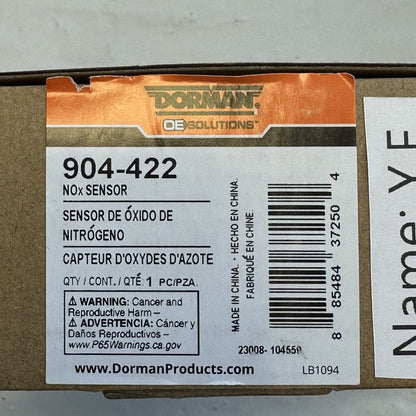 DORMAN®
OE SOLUTIONS™
904-422
NOx SENSOR
SENSOR DE ÓXIDO DE
NITRÓGENO
CAPTEUR D'OXYDES D'AZOTE
QTY / CONT. / QTÉ. 1 PC/PZA.
⚠ WARNING: Cancer and
Reproductive Harm –
⚠ ADVERTENCIA: Cáncer y
Daños Reproductivos –
www.P65Warnings.ca.gov
www.DormanProducts.com
MADE IN CHINA. • HECHO EN CHINA.
FABRIQUÉ EN CHINE.
8 85484 37250 4
23008- 104559
LB1094
Name: Y F